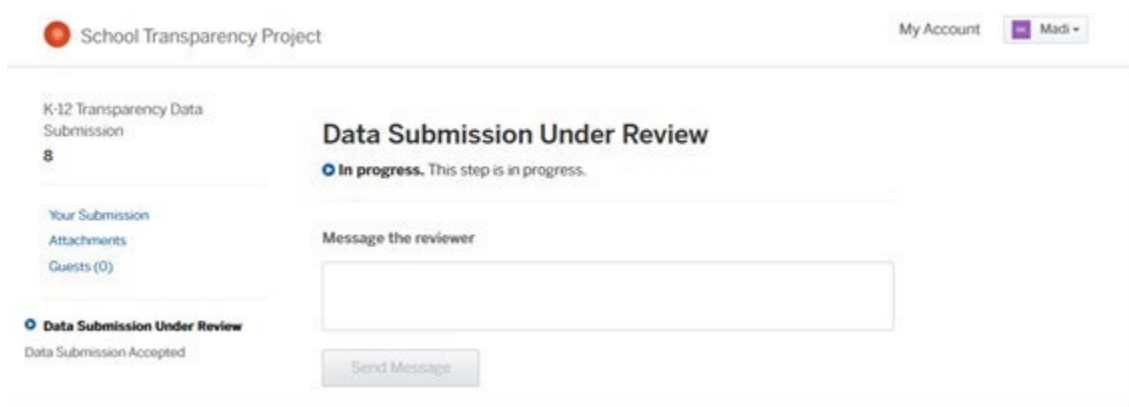 School Transparency Project
My Account
Madi
K-12 Transparency Data
Submission
8
Your Submission
Attachments
Guests (0)
Data Submission Under Review
Data Submission Accepted
Data Submission Under Review
In progress. This step is in progress.
Message the reviewer
Send Message